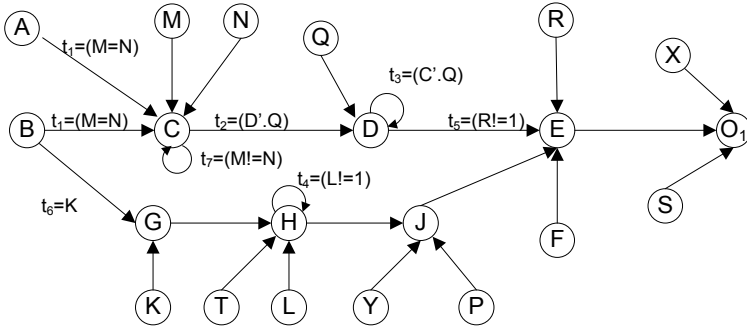 A
M
N
Q
R
X
t₁=(M=N)
t₃=(C'.Q)
B
t₁=(M=N)
C
t₂=(D'.Q)
D
t₅=(R!=1)
E
O₁
t₇=(M!=N)
t₄=(L!=1)
t₆=K
G
H
J
S
F
K
T
L
Y
P